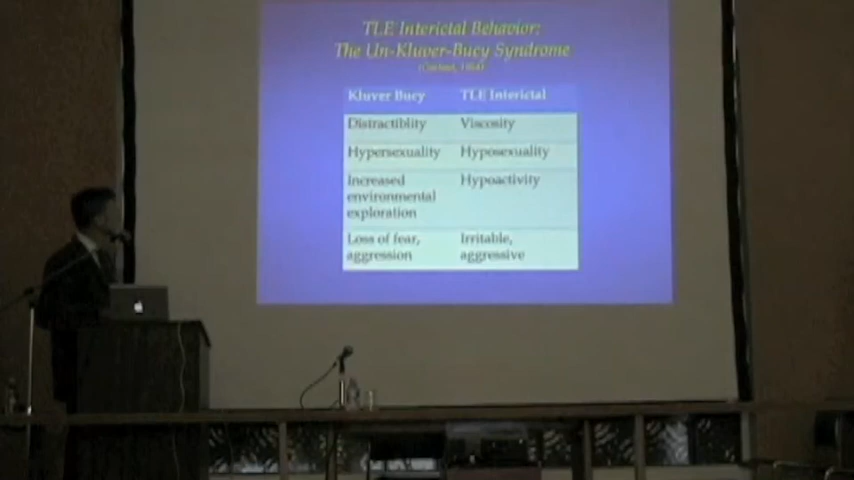 TLE Interictal Behavior:
The Un-Kluver-Bucy Syndrome
Kluver Bucy TLE Interictal
Distractiblity Viscosity
Hypersexuality Hyposexuality
Increased Hypoactivity
environmental
exploration
Loss of fear, Irritable,
aggression aggressive